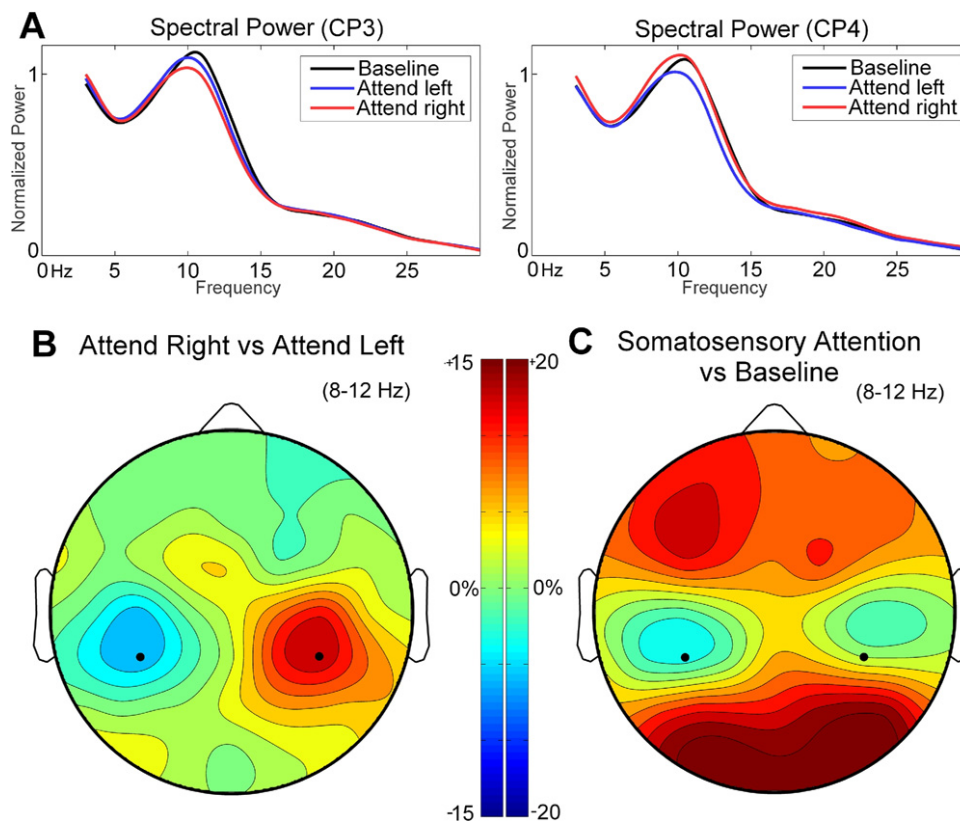 A
Spectral Power (CP3)
Normalized Power
1
0
Baseline
Attend left
Attend right
0 Hz 5 10 15 20 25
Frequency
Spectral Power (CP4)
Normalized Power
1
0
Baseline
Attend left
Attend right
0 Hz 5 10 15 20 25
Frequency
B Attend Right vs Attend Left
(8-12 Hz)
+15 +20
0% 0%
-15 -20
C Somatosensory Attention
vs Baseline
(8-12 Hz)